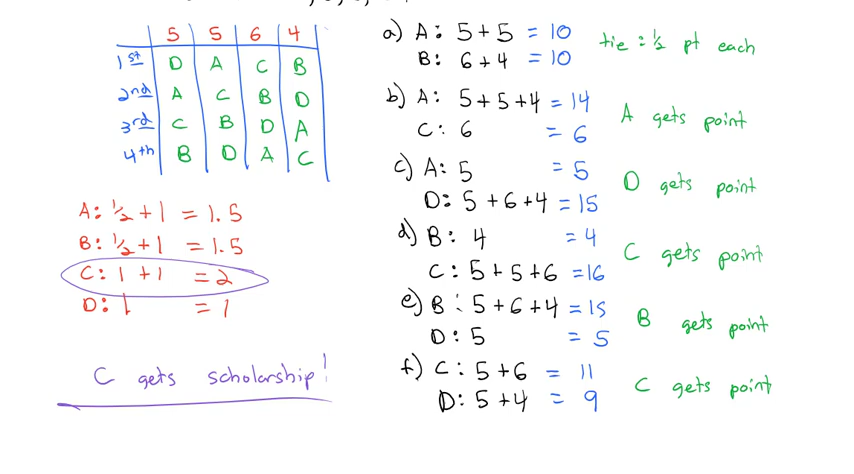 5 5 6 4
1st D A C B
2nd A C B D
3rd C B D A
4th B D A C
A: 1/2 + 1 = 1.5
B: 1/2 + 1 = 1.5
C: 1 + 1 = 2
D: 1 = 1
C gets scholarship!
a) A: 5 + 5 = 10
B: 6 + 4 = 10
tie = 1/2 pt each
b) A: 5 + 5 + 4 = 14
C: 6 = 6
A gets point
c) A: 5 = 5
D: 5 + 6 + 4 = 15
D gets point
d) B: 4 = 4
C: 5 + 5 + 6 = 16
C gets point
e) B: 5 + 6 + 4 = 15
D: 5 = 5
B gets point
f) C: 5 + 6 = 11
D: 5 + 4 = 9
C gets point